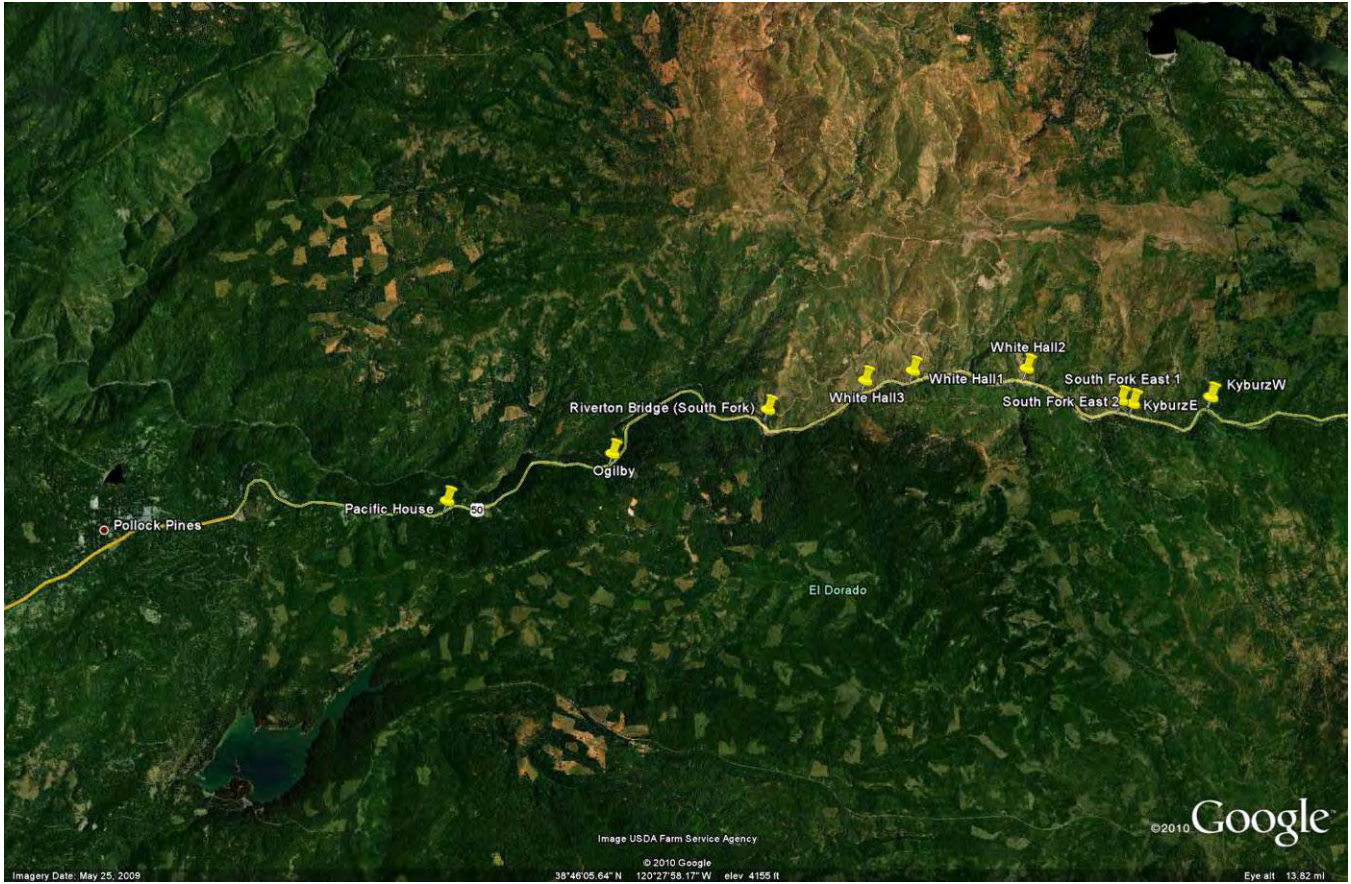 White Hall2
South Fork East 1
White Hall1
KyburzW
White Hall3
South Fork East 2
KyburzE
Riverton Bridge (South Fork)
Ogilby
Pacific House
50
Pollock Pines
El Dorado
©2010 Google™
Image USDA Farm Service Agency
© 2010 Google
Imagery Date: May 25, 2009
38°46'05.64" N 120°27'58.17" W elev 4155 ft
Eye alt 13.82 mi